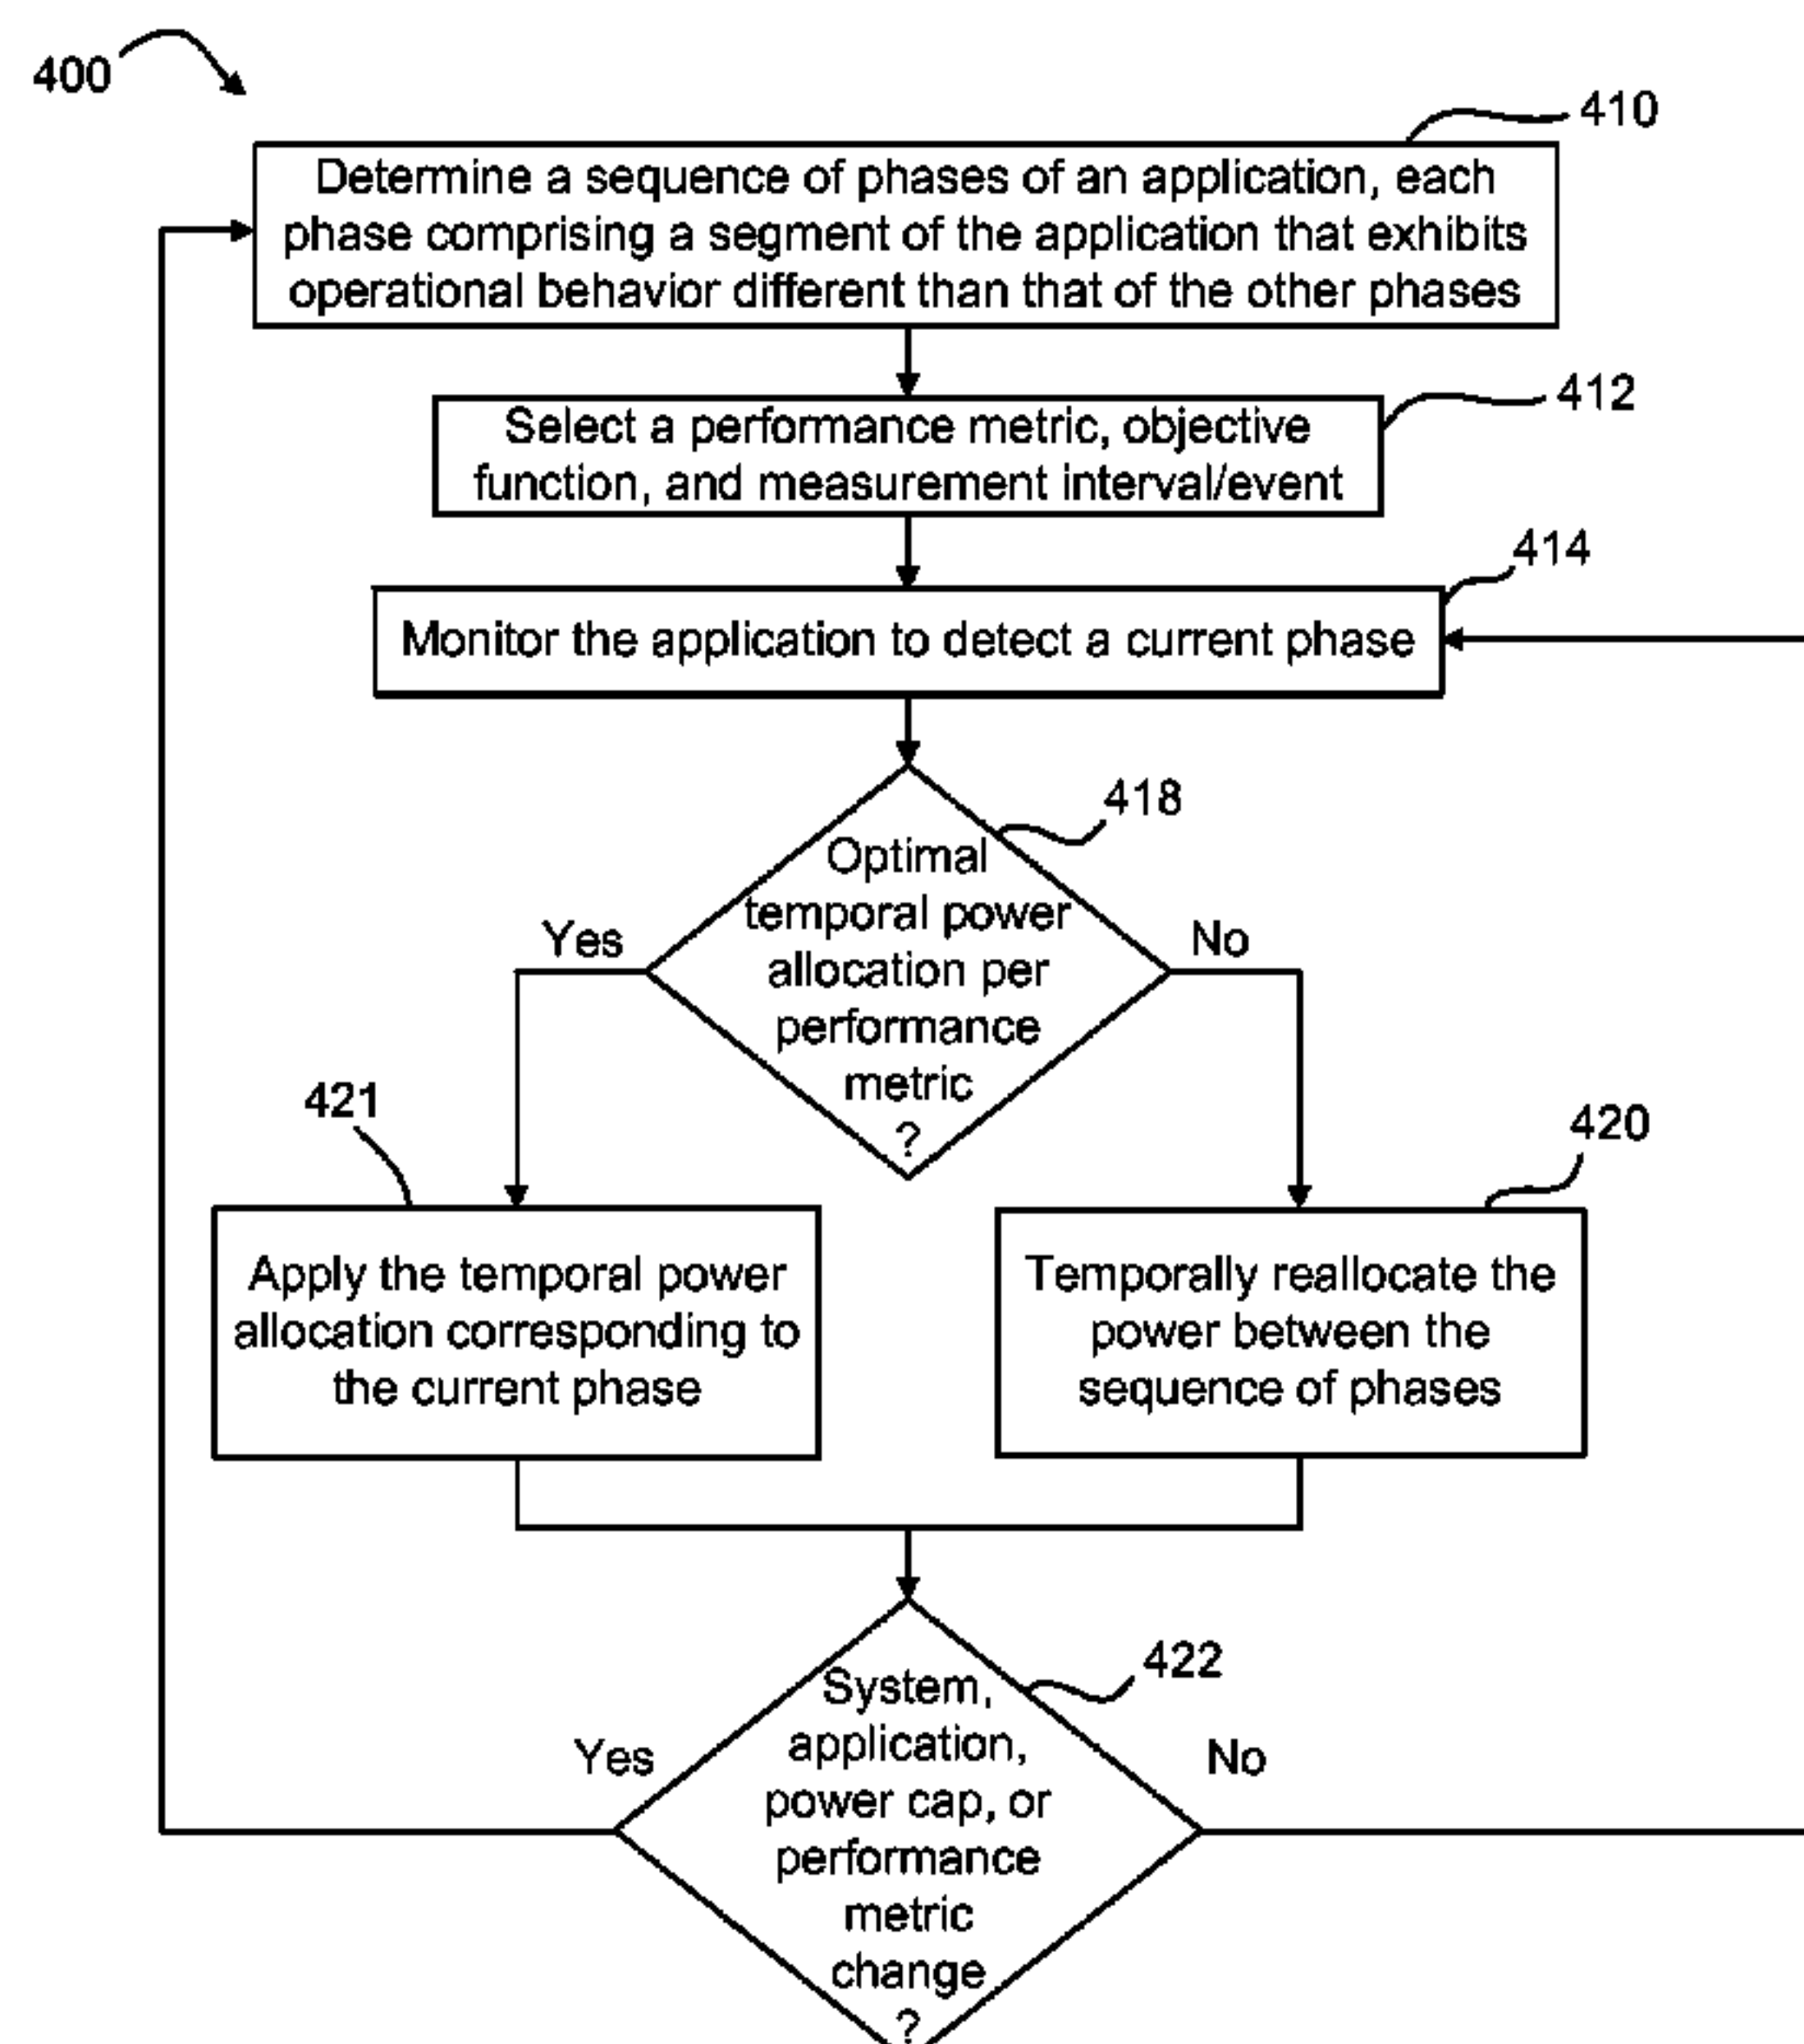 400
410
Determine a sequence of phases of an application, each
phase comprising a segment of the application that exhibits
operational behavior different than that of the other phases
412
Select a performance metric, objective
function, and measurement interval/event
414
Monitor the application to detect a current phase
418
Optimal
temporal power
allocation per
performance
metric
?
Yes
No
421
420
Apply the temporal power
allocation corresponding to
the current phase
Temporally reallocate the
power between the
sequence of phases
422
System,
application,
power cap, or
performance
metric
change
?
Yes
No